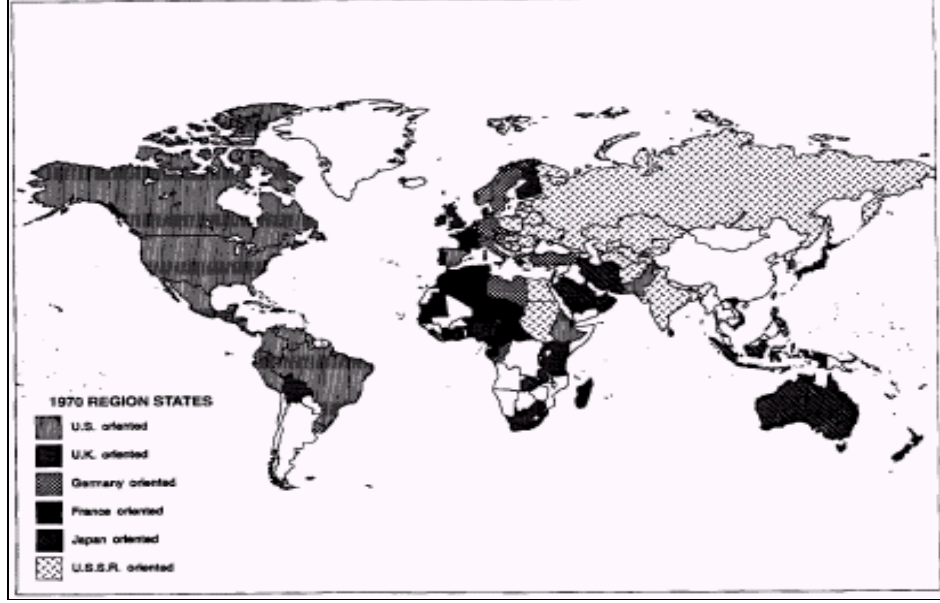 1970 REGION STATES
U.S. oriented
U.K. oriented
Germany oriented
France oriented
Japan oriented
U.S.S.R. oriented